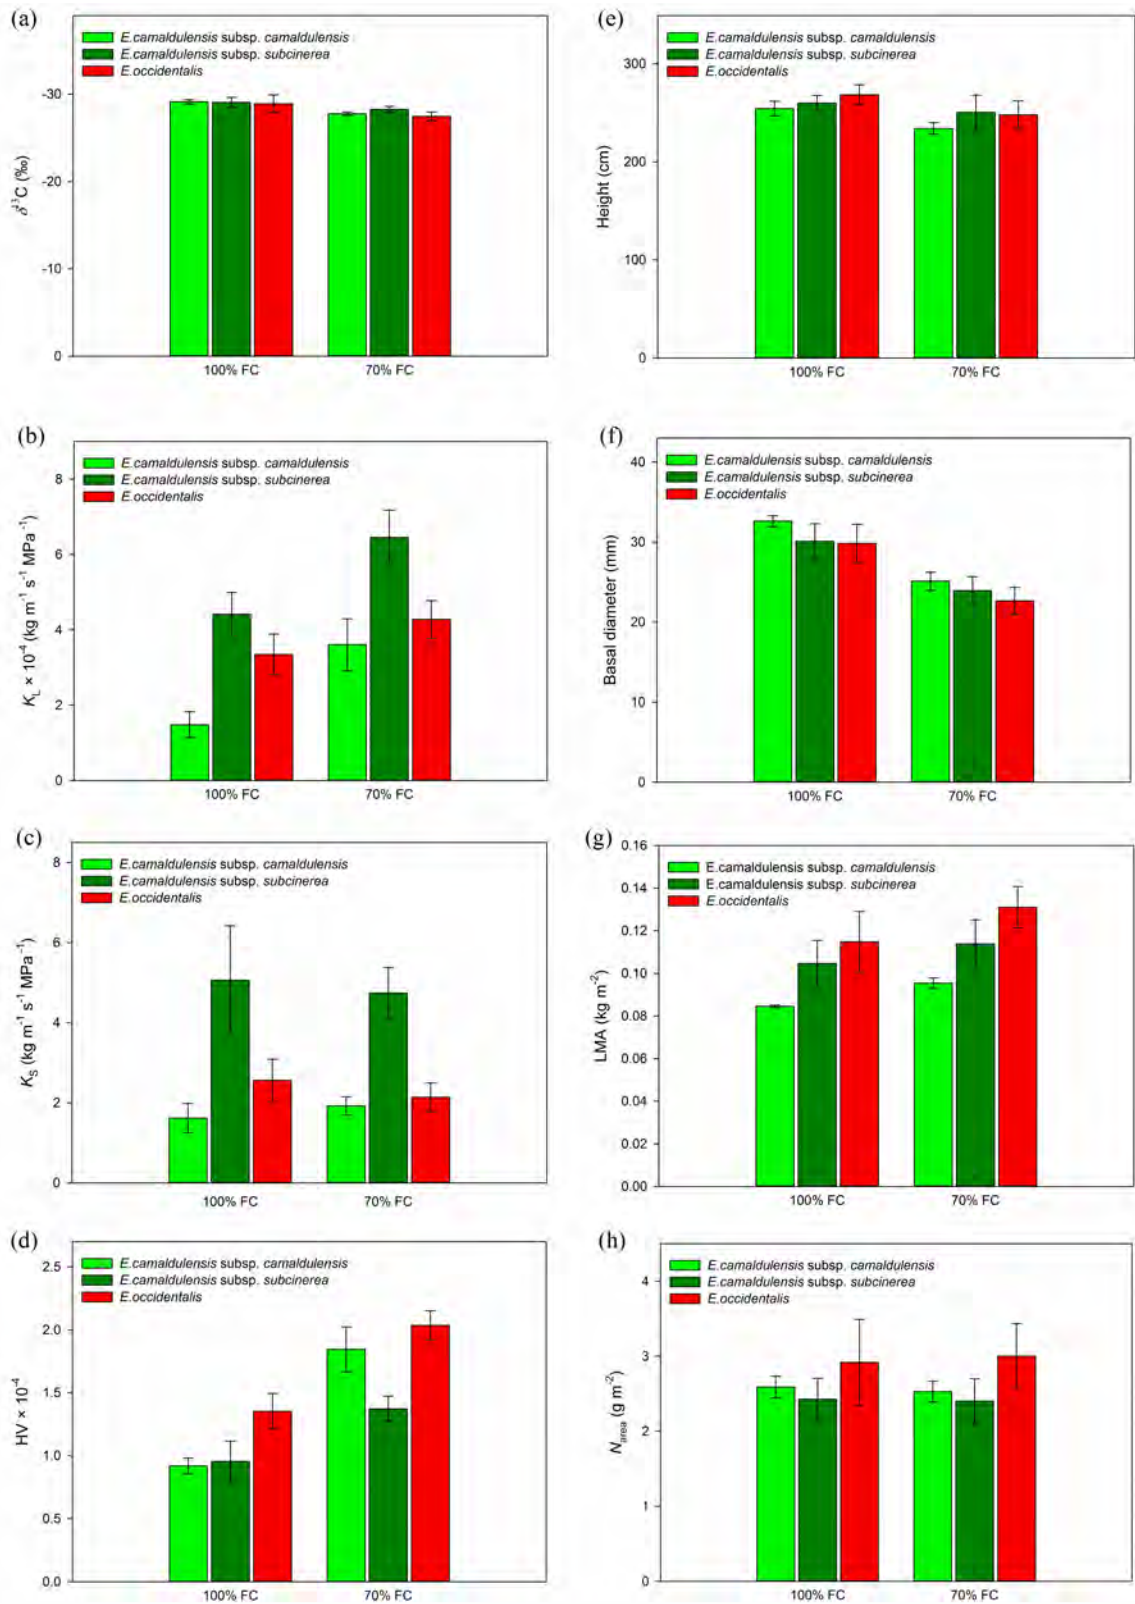 (a)
E.camaldulensis subsp. camaldulensis
E.camaldulensis subsp. subcinerea
E.occidentalis
-30
-20
-10
0
δ¹³C (‰)
100% FC 70% FC
(b)
E.camaldulensis subsp. camaldulensis
E.camaldulensis subsp. subcinerea
E.occidentalis
8
6
4
2
0
K_L × 10⁻⁴ (kg m⁻¹ s⁻¹ MPa⁻¹)
100% FC 70% FC
(c)
E.camaldulensis subsp. camaldulensis
E.camaldulensis subsp. subcinerea
E.occidentalis
8
6
4
2
0
K_S (kg m⁻¹ s⁻¹ MPa⁻¹)
100% FC 70% FC
(d)
E.camaldulensis subsp. camaldulensis
E.camaldulensis subsp. subcinerea
E.occidentalis
2.5
2.0
1.5
1.0
0.5
0.0
HV × 10⁻⁴
100% FC 70% FC
(e)
E.camaldulensis subsp. camaldulensis
E.camaldulensis subsp. subcinerea
E.occidentalis
300
200
100
0
Height (cm)
100% FC 70% FC
(f)
E.camaldulensis subsp. camaldulensis
E.camaldulensis subsp. subcinerea
E.occidentalis
40
30
20
10
0
Basal diameter (mm)
100% FC 70% FC
(g)
E.camaldulensis subsp. camaldulensis
E.camaldulensis subsp. subcinerea
E.occidentalis
0.16
0.14
0.12
0.10
0.08
0.06
0.04
0.02
0.00
LMA (kg m⁻²)
100% FC 70% FC
(h)
E.camaldulensis subsp. camaldulensis
E.camaldulensis subsp. subcinerea
E.occidentalis
4
3
2
1
0
N_area (g m⁻²)
100% FC 70% FC